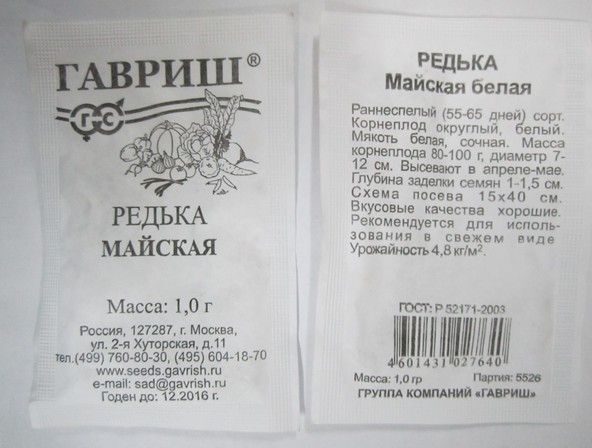 ГАВРИШ®
Г С
РЕДЬКА
МАЙСКАЯ
Масса: 1,0 г
Россия, 127287, г. Москва,
ул. 2-я Хуторская, д.11
тел.(499) 760-80-30, (495) 604-18-70
www.seeds.gavrish.ru
e-mail: sad@gavrish.ru
Годен до: 12.2016 г.
РЕДЬКА
Майская белая
Раннеспелый (55-65 дней) сорт.
Корнеплод округлый, белый.
Мякоть белая, сочная. Масса
корнеплода 80-100 г, диаметр 7-
12 см. Высевают в апреле-мае.
Глубина заделки семян 1-1,5 см.
Схема посева 15x40 см.
Вкусовые качества хорошие.
Рекомендуется для исполь-
зования в свежем виде
Урожайность 4,8 кг/м².
ГОСТ: Р 52171-2003
4601431027640
Масса: 1,0 гр Партия: 5526
ГРУППА КОМПАНИЙ «ГАВРИШ»